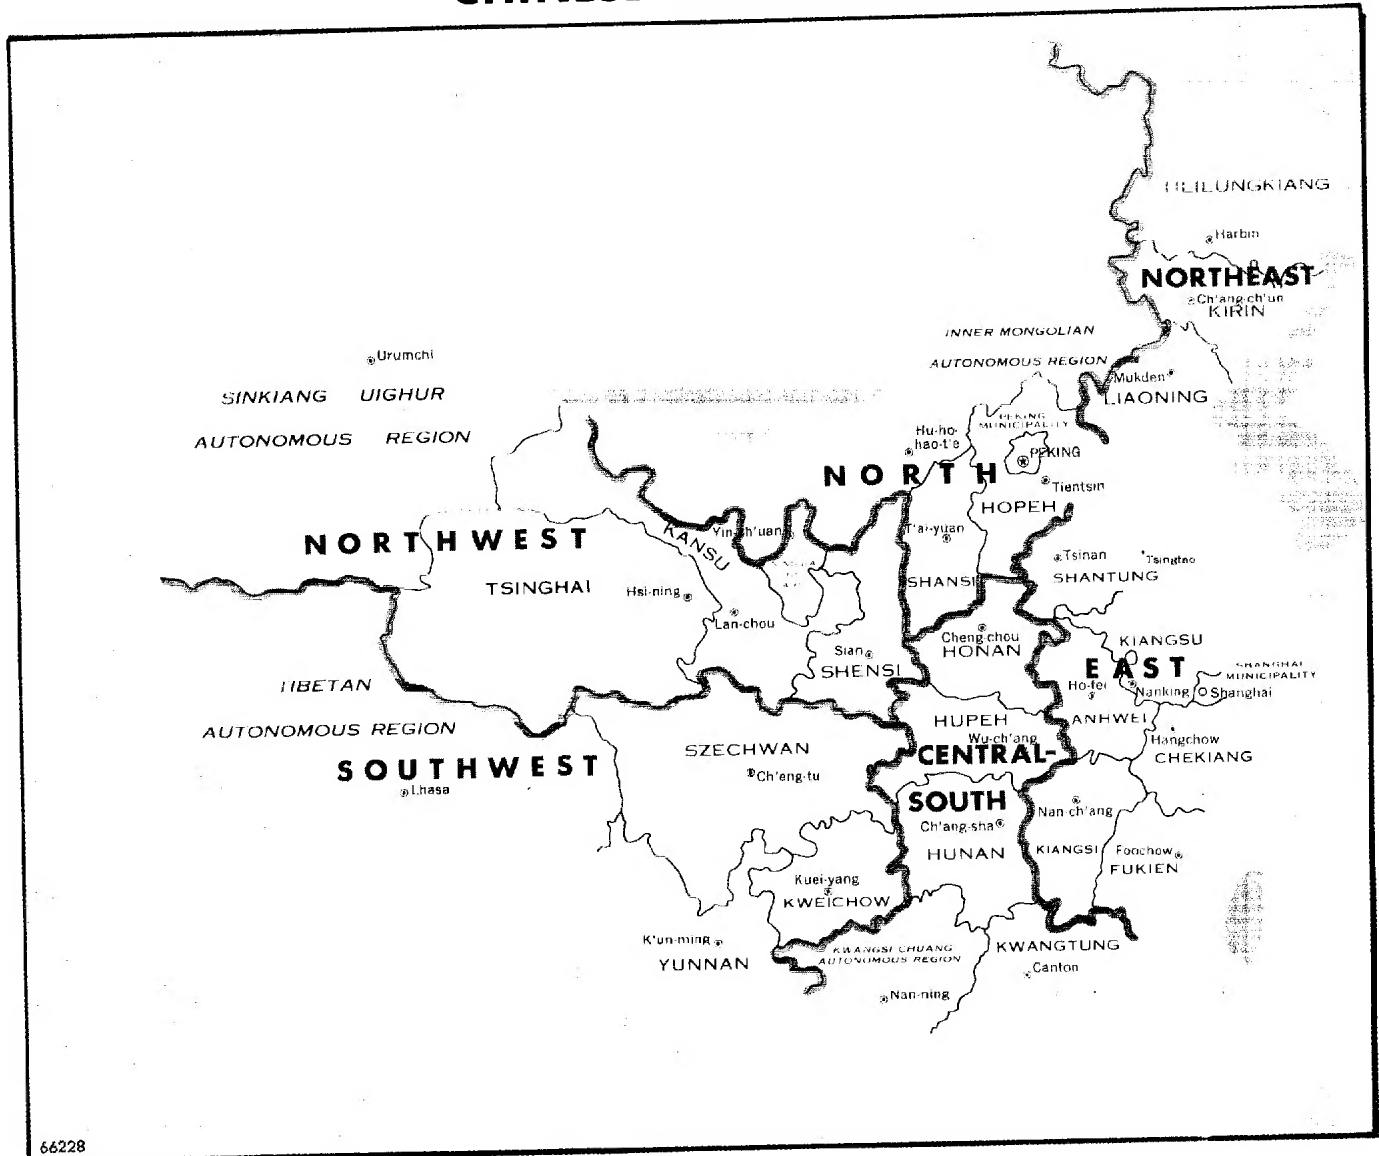 HEILUNGKIANG
Harbin
NORTHEAST
Ch'ang-ch'un
KIRIN
INNER MONGOLIAN
AUTONOMOUS REGION
Mukden
LIAONING
Urumchi
SINKIANG UIGHUR
AUTONOMOUS REGION
PEKING
MUNICIPALITY
Hu-ho-
hao-t'e
PEKING
NORTH
Tientsin
HOPEH
NORTHWEST
KANSU
Yin-ch'uan
T'ai-yuan
Tsinan
Tsingtao
SHANTUNG
TSINGHAI
Hsi-ning
SHANSI
Lan-chou
Cheng-chou
HONAN
KIANGSU
Sian
SHENSI
EAST
SHANGHAI
MUNICIPALITY
TIBETAN
AUTONOMOUS REGION
Ho-fei
Nanking
Shanghai
HUPEH
Wu-ch'ang
ANHWEI
Hangchow
CHEKIANG
SZECHWAN
Ch'eng-tu
CENTRAL-
SOUTH
SOUTHWEST
Lhasa
Nan-ch'ang
Ch'ang-sha
HUNAN
KIANGSI
Foochow
FUKIEN
Kuei-yang
KWEICHOW
K'un-ming
YUNNAN
KWANGSI CHUANG
AUTONOMOUS REGION
KWANGTUNG
Canton
Nan-ning
66228